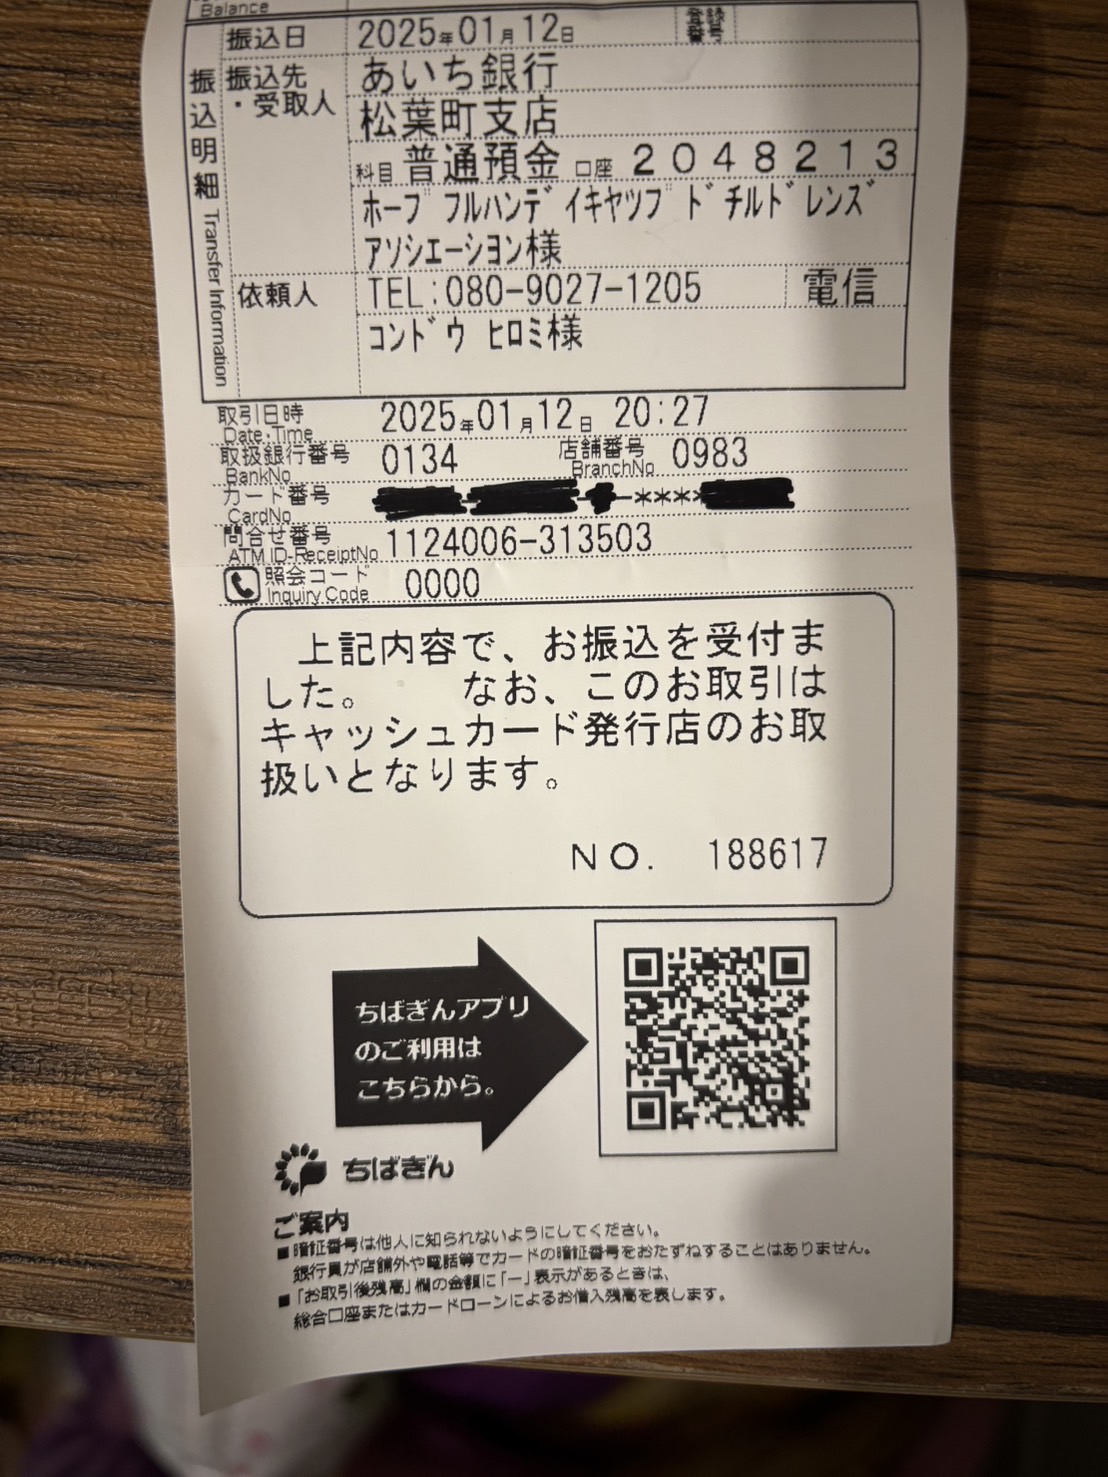 Balance
振込明細 Transfer Information
振込日 2025年01月12日 登録番号
振込先・受取人 あいち銀行
松葉町支店
科目 普通預金 口座 2048213
ホープフルハンデイキヤツプドチルドレンズ
アソシエーシヨン様
依頼人 TEL:080-9027-1205 電信
コンドウ ヒロミ様
取引日時 Date;Time 2025年01月12日 20:27
取扱銀行番号 BankNo 0134 店舗番号 BranchNo 0983
カード番号 CardNo -****
問合せ番号 ATM ID-ReceiptNo 1124006-313503
照会コード Inquiry Code 0000
上記内容で、お振込を受付ま
した。 なお、このお取引は
キャッシュカード発行店のお取
扱いとなります。
NO. 188617
ちばぎんアプリ
のご利用は
こちらから。
ちばぎん
ご案内
■暗証番号は他人に知られないようにしてください。
銀行員が店舗外や電話等でカードの暗証番号をおたずねすることはありません。
■「お取引後残高」欄の金額に「ー」表示があるときは、
総合口座またはカードローンによるお借入残高を表します。